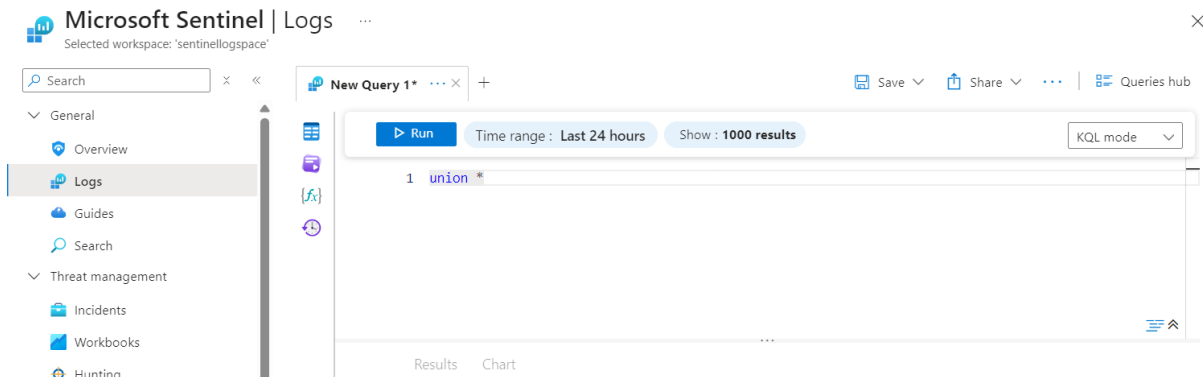 Microsoft Sentinel | Logs ...
Selected workspace: 'sentinellogspace'
Search
General
Overview
Logs
Guides
Search
Threat management
Incidents
Workbooks
Hunting
New Query 1* ...
Save
Share
...
Queries hub
Run
Time range : Last 24 hours
Show : 1000 results
KQL mode
{fx}
1 union *
...
Results Chart